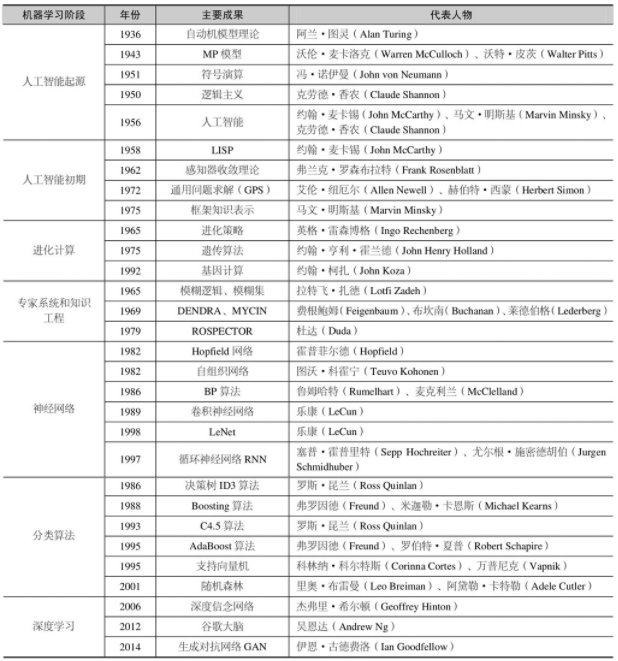 机器学习阶段 年份 主要成果 代表人物
人工智能起源 1936 自动机模型理论 阿兰·图灵（Alan Turing）
1943 MP 模型 沃伦·麦卡洛克（Warren McCulloch）、沃特·皮茨（Walter Pitts）
1951 符号演算 冯·诺伊曼（John von Neumann）
1950 逻辑主义 克劳德·香农（Claude Shannon）
1956 人工智能 约翰·麦卡锡（John McCarthy）、马文·明斯基（Marvin Minsky）、
克劳德·香农（Claude Shannon）
人工智能初期 1958 LISP 约翰·麦卡锡（John McCarthy）
1962 感知器收敛理论 弗兰克·罗森布拉特（Frank Rosenblatt）
1972 通用问题求解（GPS） 艾伦·纽厄尔（Allen Newell）、赫伯特·西蒙（Herbert Simon）
1975 框架知识表示 马文·明斯基（Marvin Minsky）
进化计算 1965 进化策略 英格·雷森博格（Ingo Rechenberg）
1975 遗传算法 约翰·亨利·霍兰德（John Henry Holland）
1992 基因计算 约翰·柯扎（John Koza）
专家系统和知识
工程 1965 模糊逻辑、模糊集 拉特飞·扎德（Lotfi Zadeh）
1969 DENDRA、MYCIN 费根鲍姆（Feigenbaum）、布坎南（Buchanan）、莱德伯格（Lederberg）
1979 ROSPECTOR 杜达（Duda）
神经网络 1982 Hopfield 网络 霍普菲尔德（Hopfield）
1982 自组织网络 图沃·科霍宁（Teuvo Kohonen）
1986 BP 算法 鲁姆哈特（Rumelhart）、麦克利兰（McClelland）
1989 卷积神经网络 乐康（LeCun）
1998 LeNet 乐康（LeCun）
1997 循环神经网络 RNN 塞普·霍普里特（Sepp Hochreiter）、尤尔根·施密德胡伯（Jurgen
Schmidhuber）
分类算法 1986 决策树 ID3 算法 罗斯·昆兰（Ross Quinlan）
1988 Boosting 算法 弗罗因德（Freund）、米迦勒·卡恩斯（Michael Kearns）
1993 C4.5 算法 罗斯·昆兰（Ross Quinlan）
1995 AdaBoost 算法 弗罗因德（Freund）、罗伯特·夏普（Robert Schapire）
1995 支持向量机 科林纳·科尔特斯（Corinna Cortes）、万普尼克（Vapnik）
2001 随机森林 里奥·布雷曼（Leo Breiman）、阿黛勒·卡特勒（Adele Cutler）
深度学习 2006 深度信念网络 杰弗里·希尔顿（Geoffrey Hinton）
2012 谷歌大脑 吴恩达（Andrew Ng）
2014 生成对抗网络 GAN 伊恩·古德费洛（Ian Goodfellow）